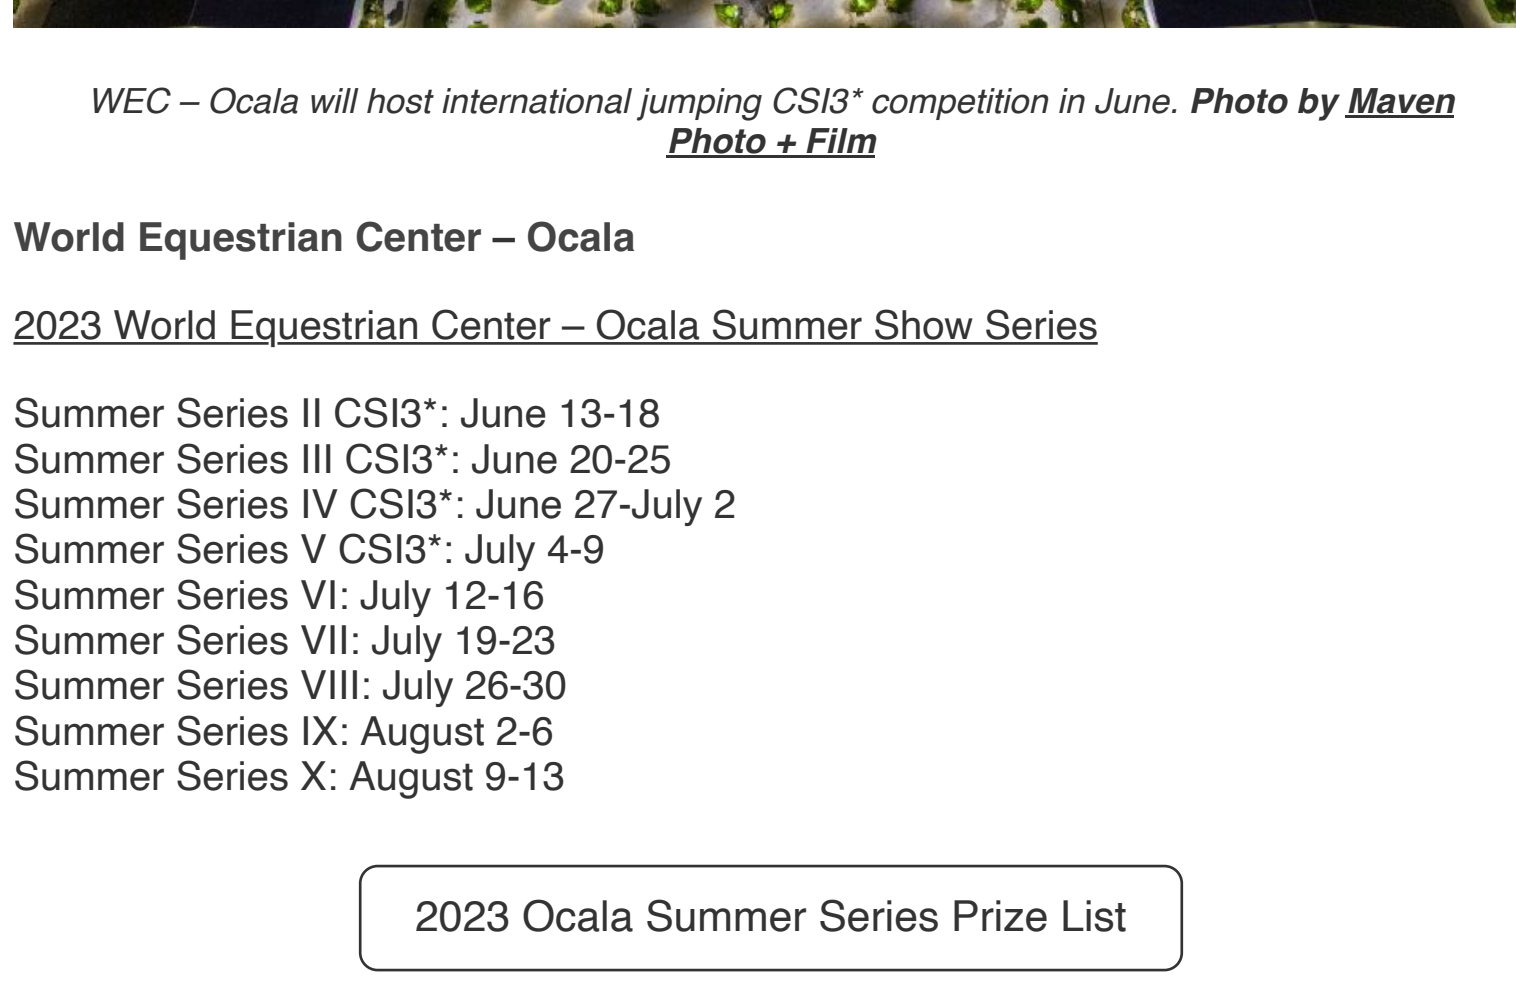 WEC – Ocala will host international jumping CSI3* competition in June. Photo by Maven
Photo + Film
World Equestrian Center – Ocala
2023 World Equestrian Center – Ocala Summer Show Series
Summer Series II CSI3*: June 13-18
Summer Series III CSI3*: June 20-25
Summer Series IV CSI3*: June 27-July 2
Summer Series V CSI3*: July 4-9
Summer Series VI: July 12-16
Summer Series VII: July 19-23
Summer Series VIII: July 26-30
Summer Series IX: August 2-6
Summer Series X: August 9-13
2023 Ocala Summer Series Prize List